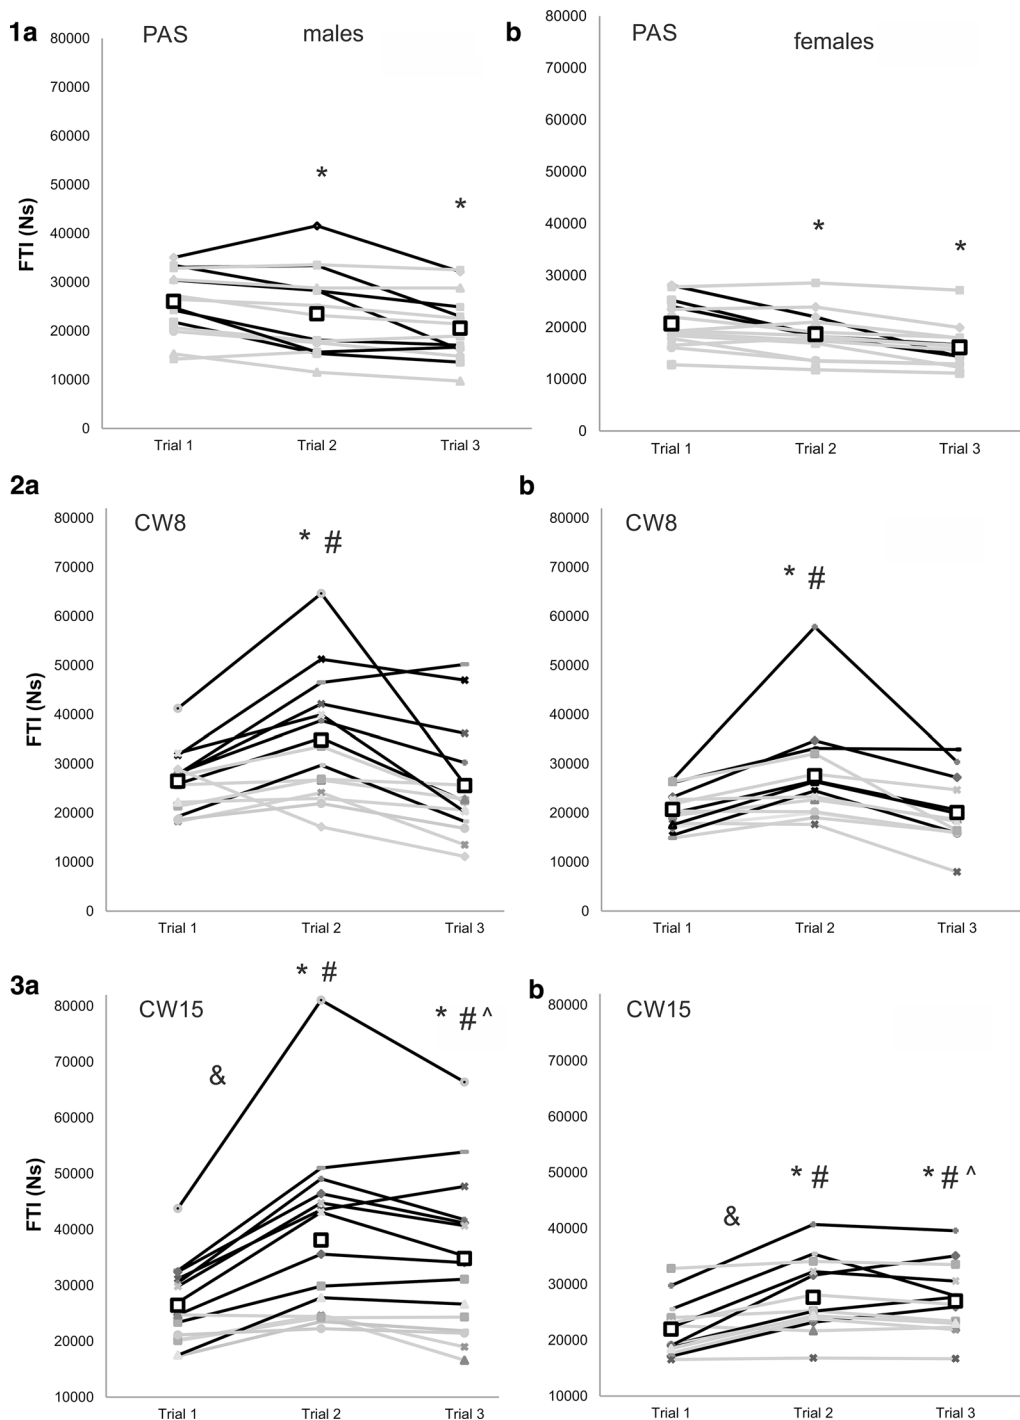 1a
PAS
males
80000
70000
60000
50000
40000
30000
20000
10000
0
FTI (Ns)
*
*
Trial 1
Trial 2
Trial 3
b
PAS
females
80000
70000
60000
50000
40000
30000
20000
10000
0
*
*
Trial 1
Trial 2
Trial 3
2a
CW8
80000
70000
60000
50000
40000
30000
20000
10000
0
FTI (Ns)
* #
Trial 1
Trial 2
Trial 3
b
CW8
80000
70000
60000
50000
40000
30000
20000
10000
0
* #
Trial 1
Trial 2
Trial 3
3a
CW15
80000
70000
60000
50000
40000
30000
20000
10000
FTI (Ns)
&
* #
* # ^
Trial 1
Trial 2
Trial 3
b
CW15
80000
70000
60000
50000
40000
30000
20000
10000
&
* #
* # ^
Trial 1
Trial 2
Trial 3